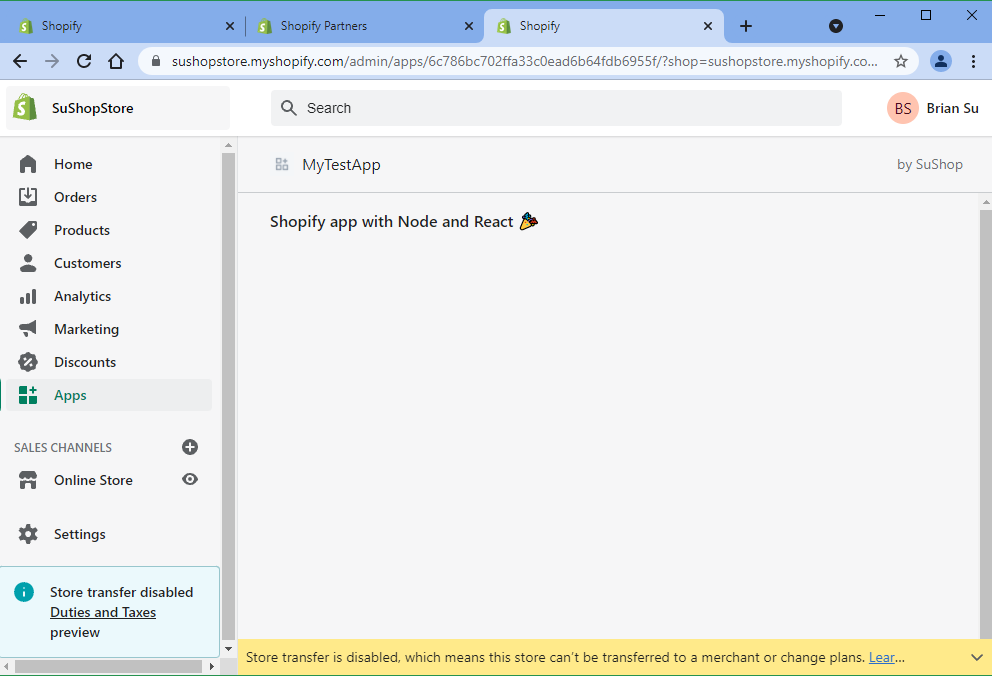 Shopify
Shopify Partners
Shopify
sushopstore.myshopify.com/admin/apps/6c786bc702ffa33c0ead6b64fdb6955f/?shop=sushopstore.myshopify.co...
SuShopStore
Search
BS
Brian Su
Home
Orders
Products
Customers
Analytics
Marketing
Discounts
Apps
SALES CHANNELS
Online Store
Settings
Store transfer disabled
Duties and Taxes
preview
MyTestApp
by SuShop
Shopify app with Node and React 🎉
Store transfer is disabled, which means this store can't be transferred to a merchant or change plans. Lear...